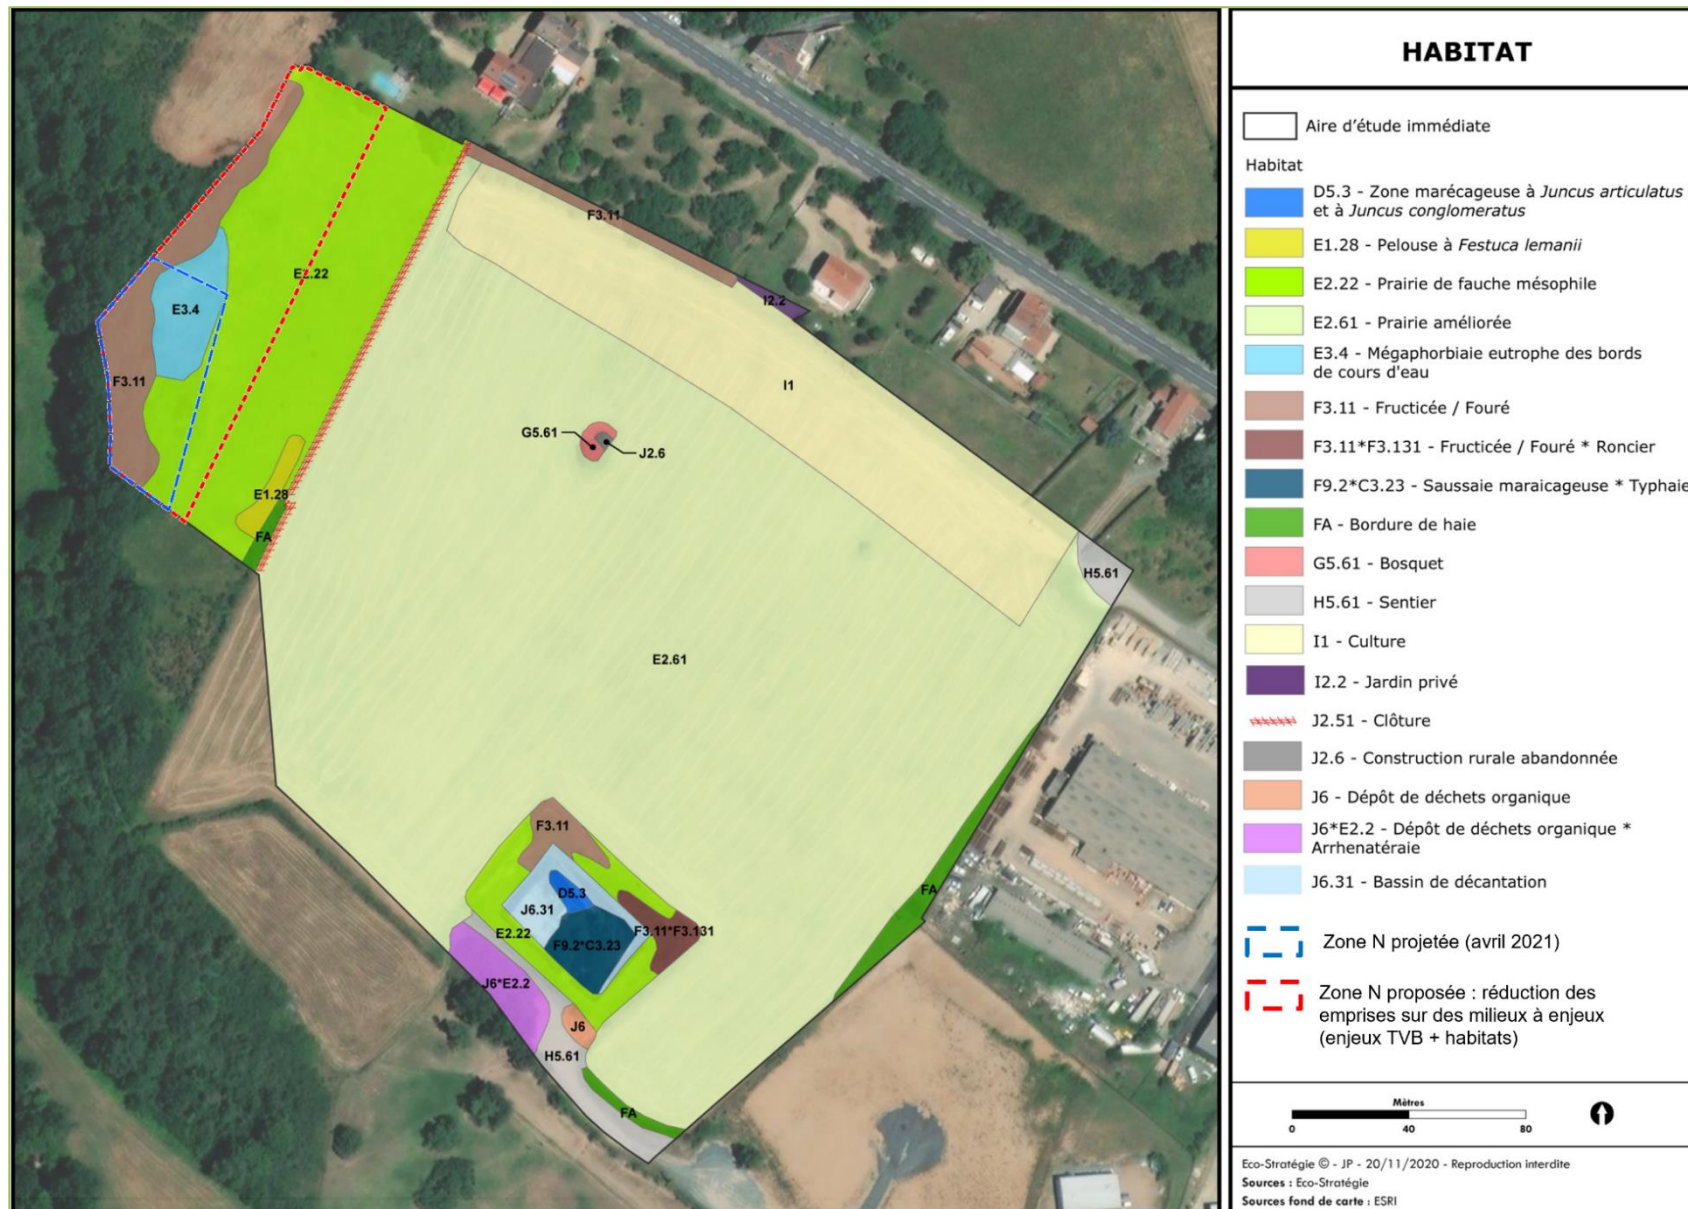 HABITAT
Aire d'étude immédiate
Habitat
D5.3 - Zone marécageuse à Juncus articulatus
et à Juncus conglomeratus
E1.28 - Pelouse à Festuca lemanii
E2.22 - Prairie de fauche mésophile
E2.61 - Prairie améliorée
E3.4 - Mégaphorbiaie eutrophe des bords
de cours d'eau
F3.11 - Fructicée / Fouré
F3.11*F3.131 - Fructicée / Fouré * Roncier
F9.2*C3.23 - Saussaie maraicageuse * Typhaie
FA - Bordure de haie
G5.61 - Bosquet
H5.61 - Sentier
I1 - Culture
I2.2 - Jardin privé
J2.51 - Clôture
J2.6 - Construction rurale abandonnée
J6 - Dépôt de déchets organique
J6*E2.2 - Dépôt de déchets organique *
Arrhenatéraie
J6.31 - Bassin de décantation
Zone N projetée (avril 2021)
Zone N proposée : réduction des
emprises sur des milieux à enjeux
(enjeux TVB + habitats)
Mètres
0 40 80
Eco-Stratégie © - JP - 20/11/2020 - Reproduction interdite
Sources : Eco-Stratégie
Sources fond de carte : ESRI
F3.11
E2.22
I2.2
E3.4
F3.11
I1
G5.61
J2.6
E1.28
FA
H5.61
E2.61
F3.11
D5.3
FA
J6.31
E2.22
F3.11*F3.131
F9.2*C3.23
J6*E2.2
J6
H5.61
FA